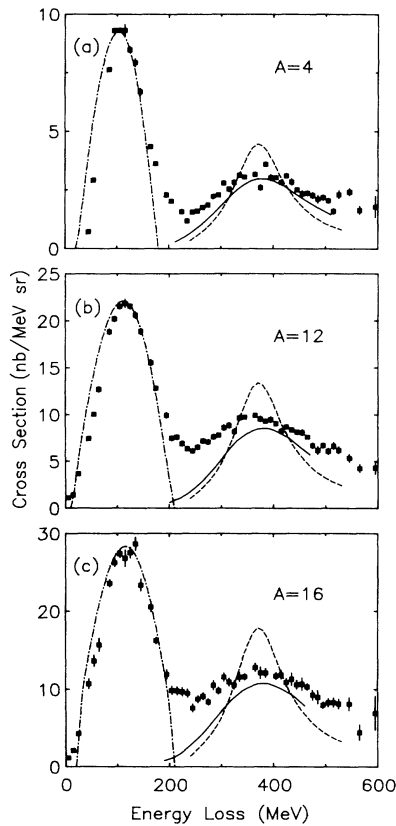 10
(a)
A=4
5
0
25
(b)
20
A=12
15
10
5
0
30
(c)
A=16
20
10
0
0 200 400 600
Energy Loss (MeV)
Cross Section (nb/MeV sr)